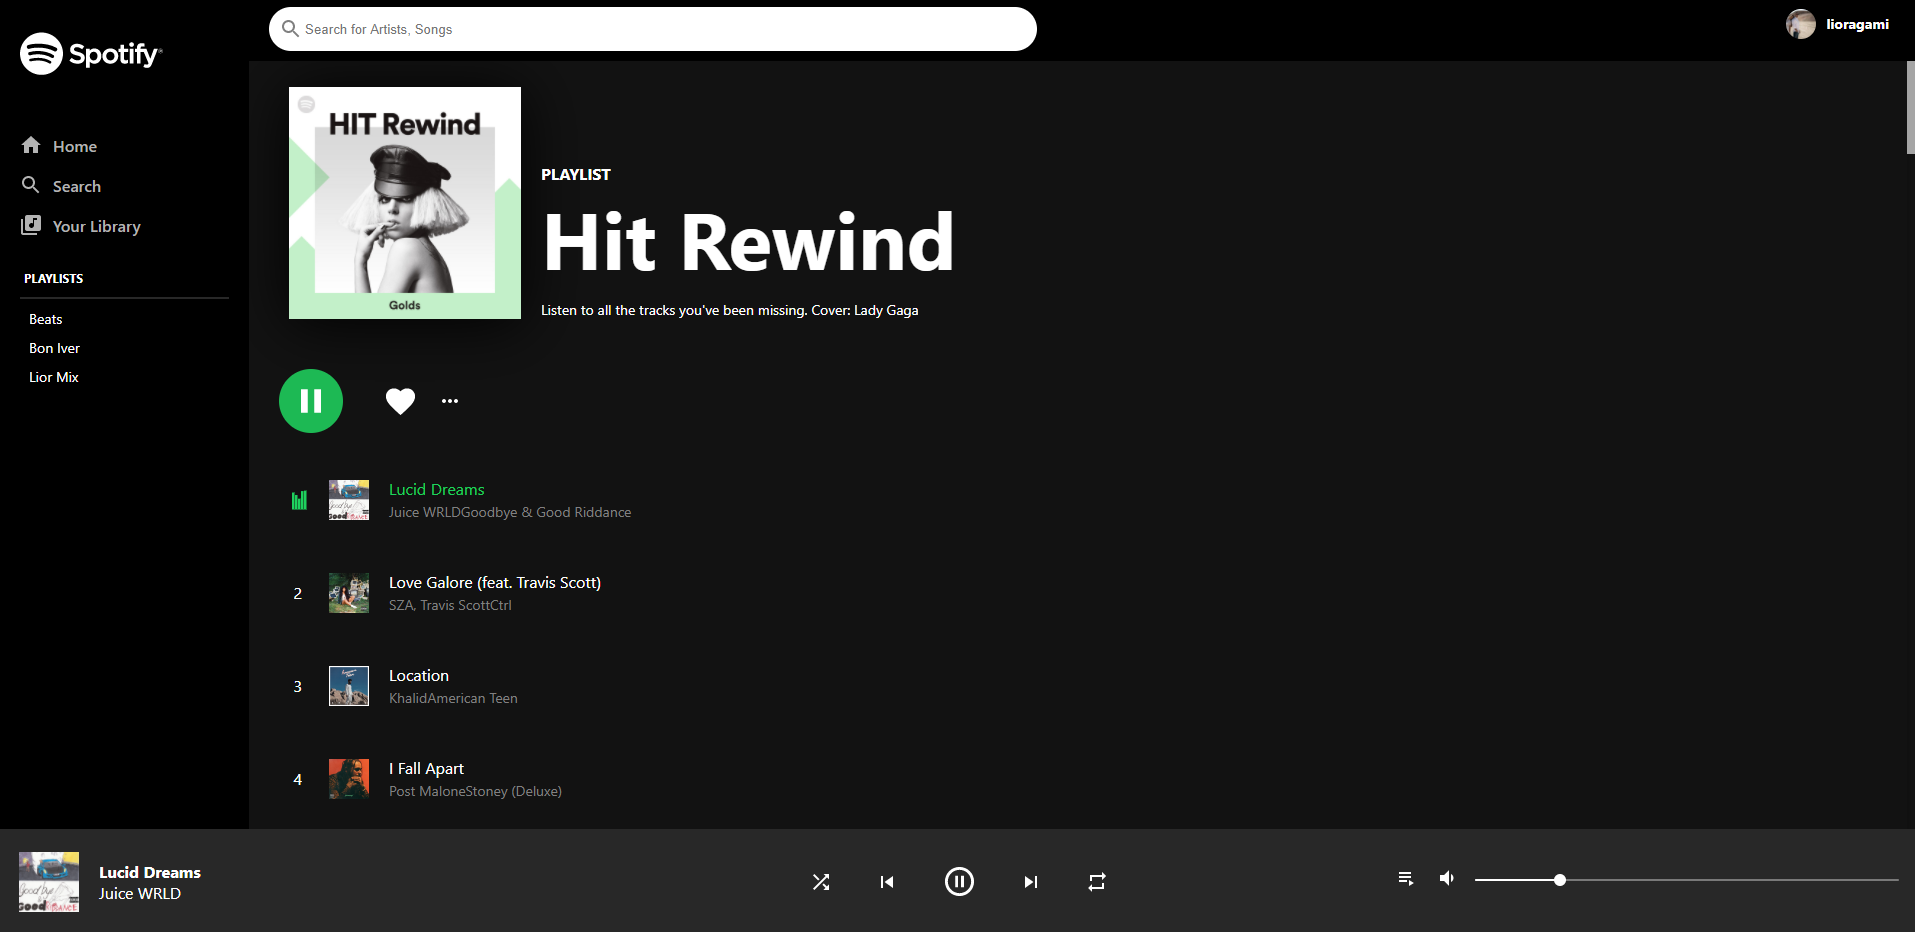 Spotify
Search for Artists, Songs
lioragami
Home
Search
Your Library
PLAYLISTS
Beats
Bon Iver
Lior Mix
HIT Rewind
Golds
PLAYLIST
Hit Rewind
Listen to all the tracks you've been missing. Cover: Lady Gaga
Lucid Dreams
Juice WRLDGoodbye & Good Riddance
2
Love Galore (feat. Travis Scott)
SZA, Travis ScottCtrl
3
Location
KhalidAmerican Teen
4
I Fall Apart
Post MaloneStoney (Deluxe)
Lucid Dreams
Juice WRLD